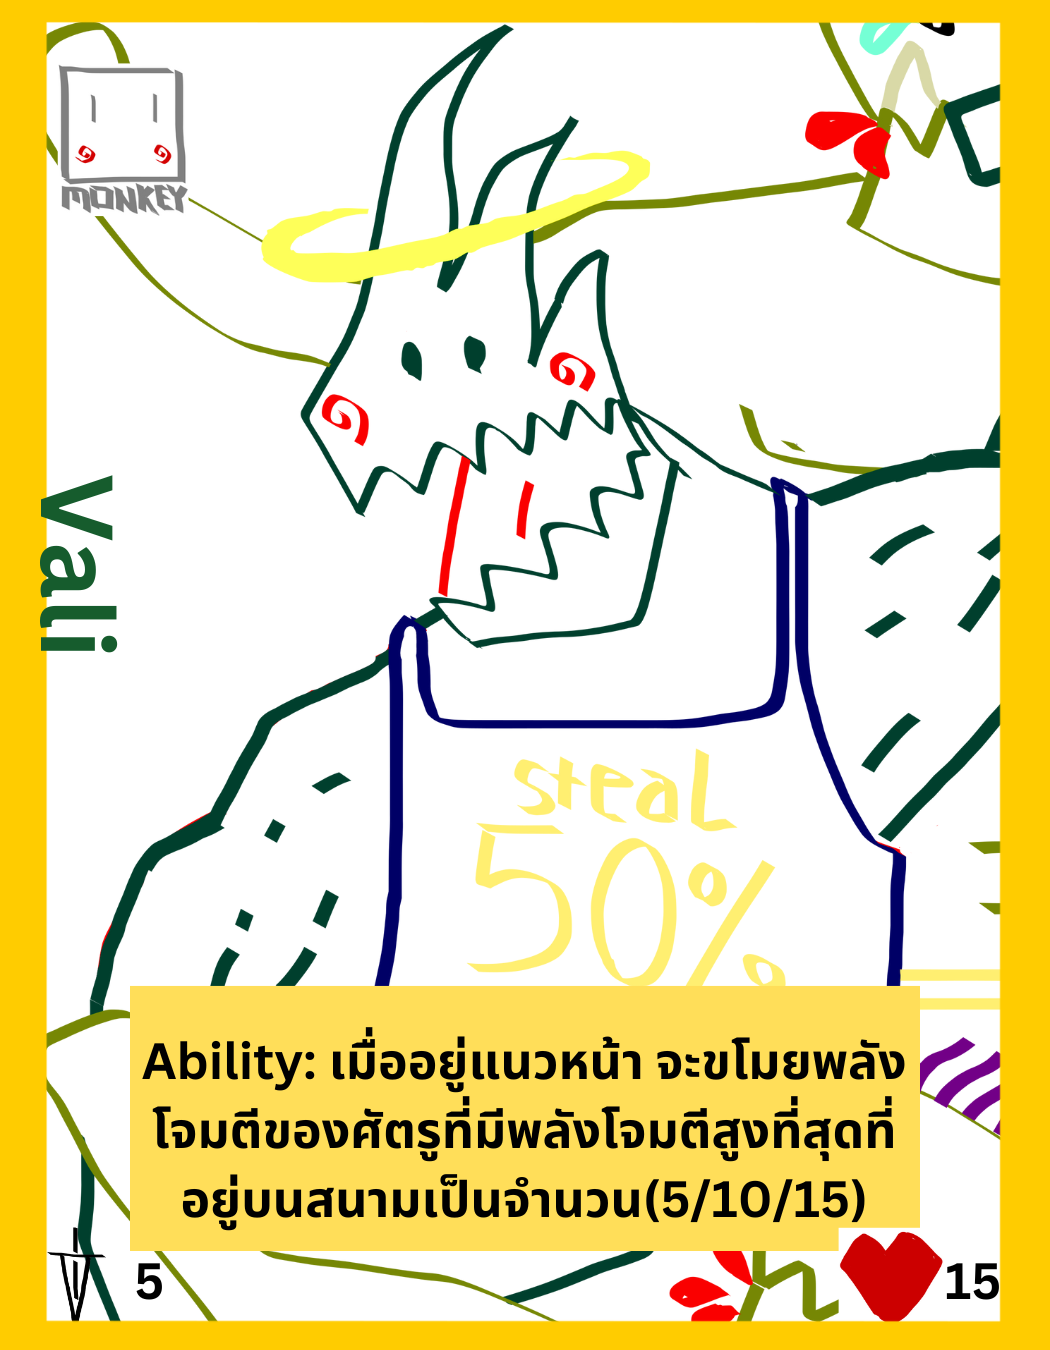 MONKEY
Vali
steal
50%
Ability: เมื่ออยู่แนวหน้า จะขโมยพลัง
โจมตีของศัตรูที่มีพลังโจมตีสูงที่สุดที่
อยู่บนสนามเป็นจำนวน(5/10/15)
5
15